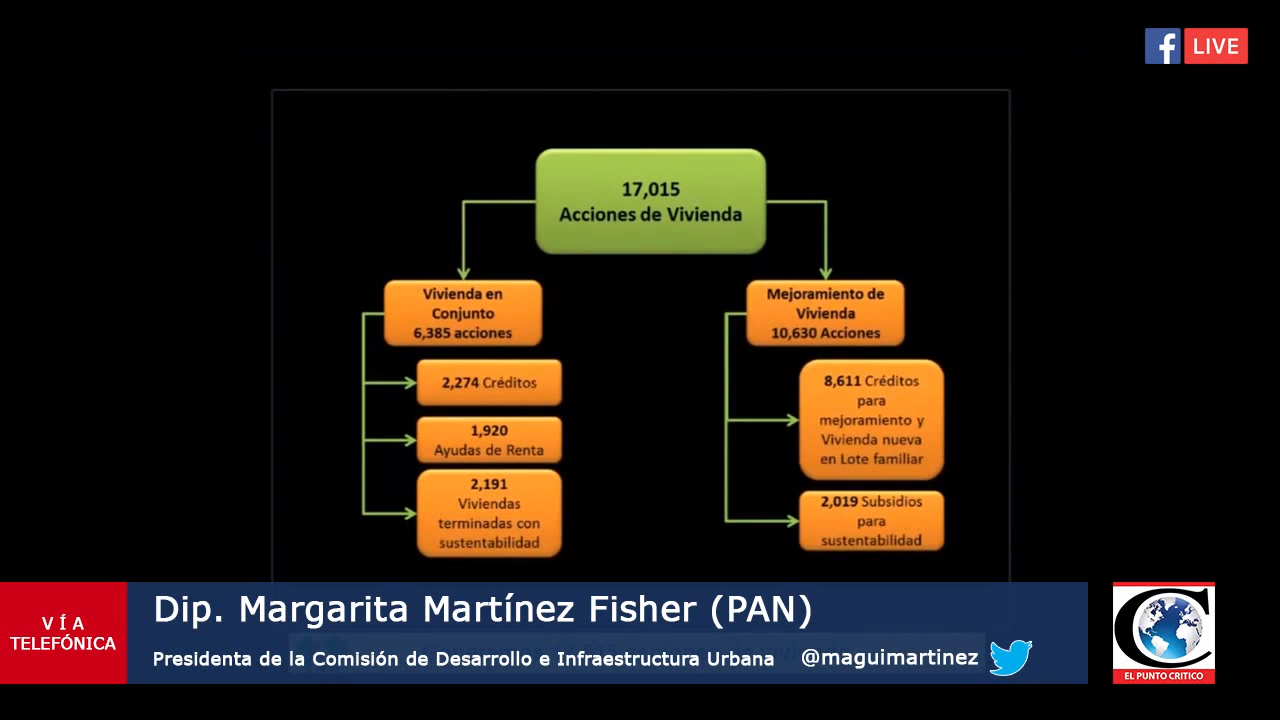 f LIVE
17,015
Acciones de Vivienda
Vivienda en
Conjunto
6,385 acciones
2,274 Créditos
1,920
Ayudas de Renta
2,191
Viviendas
terminadas con
sustentabilidad
Mejoramiento de
Vivienda
10,630 Acciones
8,611 Créditos
para
mejoramiento y
Vivienda nueva
en Lote familiar
2,019 Subsidios
para
sustentabilidad
VÍA
TELEFÓNICA
Dip. Margarita Martínez Fisher (PAN)
Presidenta de la Comisión de Desarrollo e Infraestructura Urbana @maguimartinez
C
EL PUNTO CRITICO